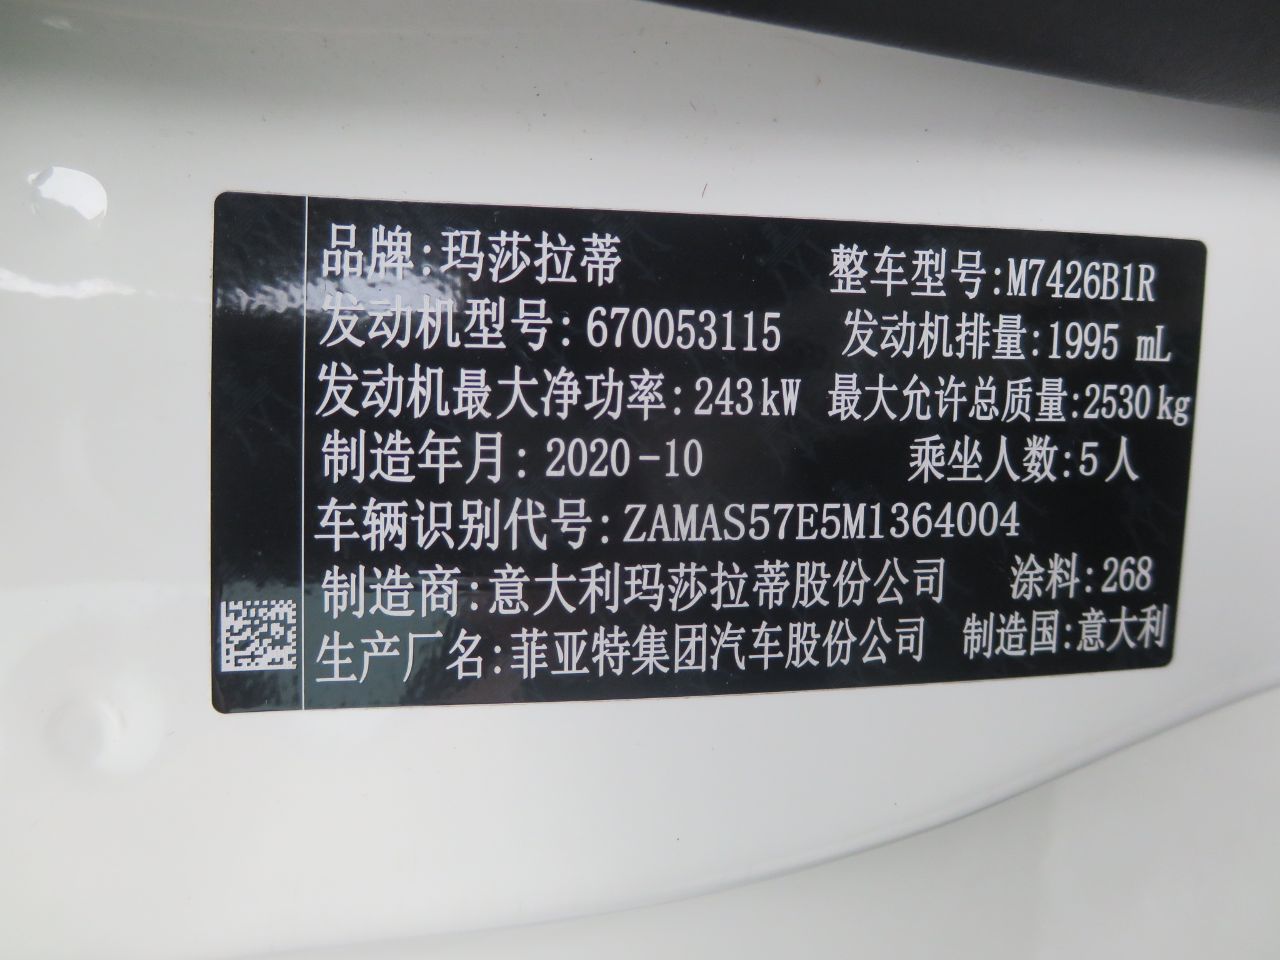 品牌:玛莎拉蒂 整车型号:M7426B1R
发动机型号:670053115 发动机排量:1995 mL
发动机最大净功率:243kW 最大允许总质量:2530kg
制造年月:2020-10 乘坐人数:5人
车辆识别代号:ZAMAS57E5M1364004
制造商:意大利玛莎拉蒂股份公司 涂料:268
生产厂名:菲亚特集团汽车股份公司 制造国:意大利